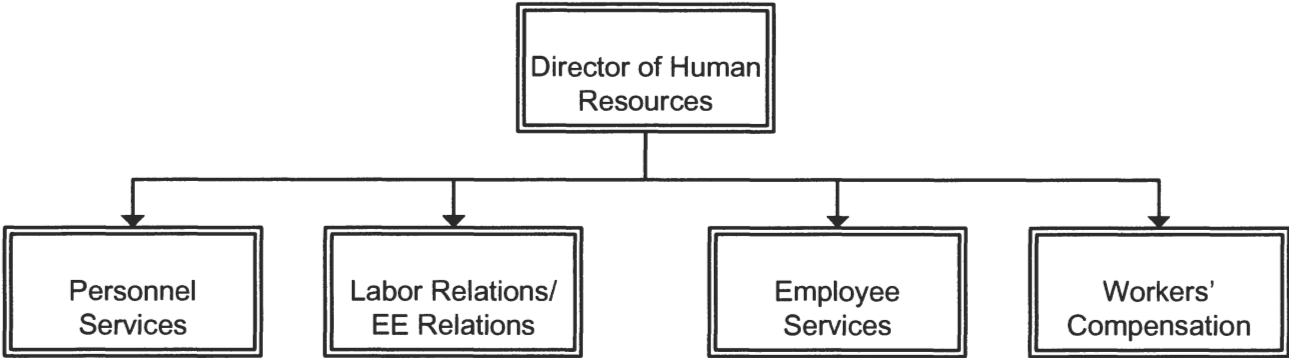 Director of Human
Resources
Personnel
Services
Labor Relations/
EE Relations
Employee
Services
Workers’
Compensation